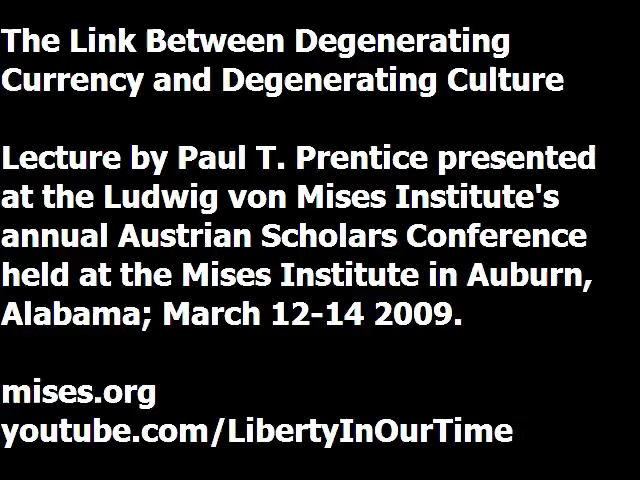 The Link Between Degenerating
Currency and Degenerating Culture
Lecture by Paul T. Prentice presented
at the Ludwig von Mises Institute's
annual Austrian Scholars Conference
held at the Mises Institute in Auburn,
Alabama; March 12-14 2009.
mises.org
youtube.com/LibertyInOurTime